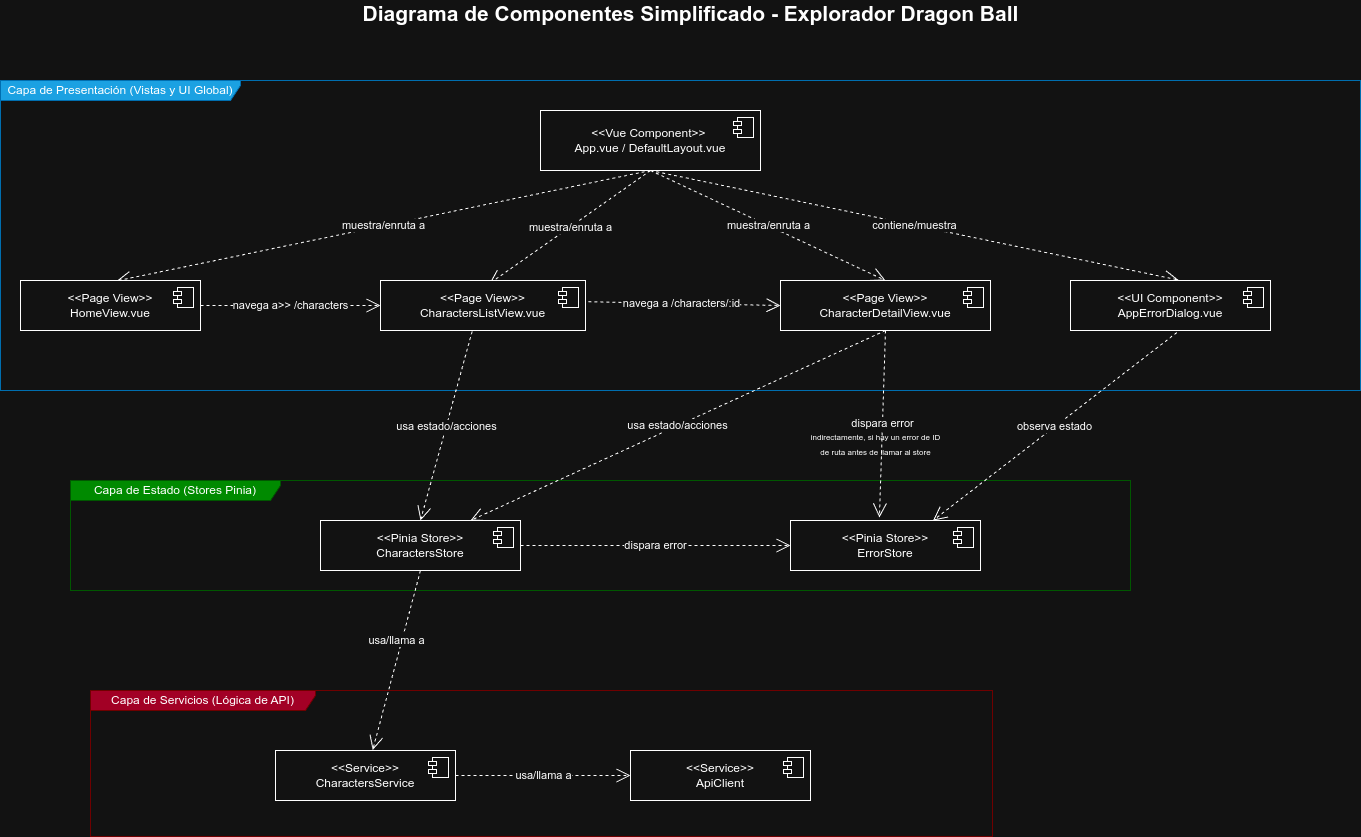 Diagrama de Componentes Simplificado - Explorador Dragon Ball
Capa de Presentación (Vistas y UI Global)
<<Vue Component>>
App.vue / DefaultLayout.vue
muestra/enruta a
muestra/enruta a
muestra/enruta a
contiene/muestra
<<Page View>>
HomeView.vue
navega a>> /characters
<<Page View>>
CharactersListView.vue
navega a /characters/:id
<<Page View>>
CharacterDetailView.vue
<<UI Component>>
AppErrorDialog.vue
usa estado/acciones
usa estado/acciones
dispara error
indirectamente, si hay un error de ID
de ruta antes de llamar al store
observa estado
Capa de Estado (Stores Pinia)
<<Pinia Store>>
CharactersStore
dispara error
<<Pinia Store>>
ErrorStore
usa/llama a
Capa de Servicios (Lógica de API)
<<Service>>
CharactersService
usa/llama a
<<Service>>
ApiClient